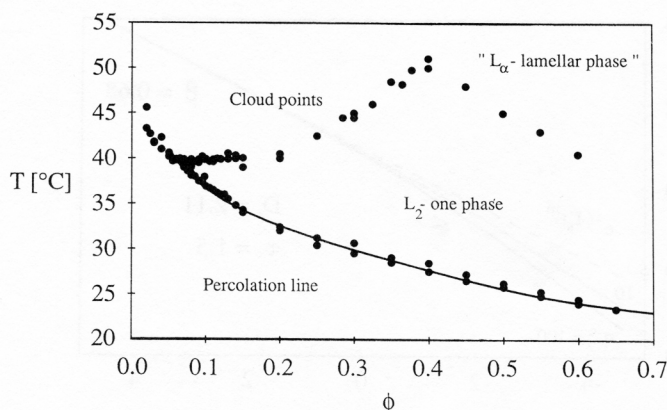 55
50
45
40
35
30
25
20
T [°C]
" Lα- lamellar phase "
Cloud points
L2- one phase
Percolation line
0.0 0.1 0.2 0.3 0.4 0.5 0.6 0.7
ϕ